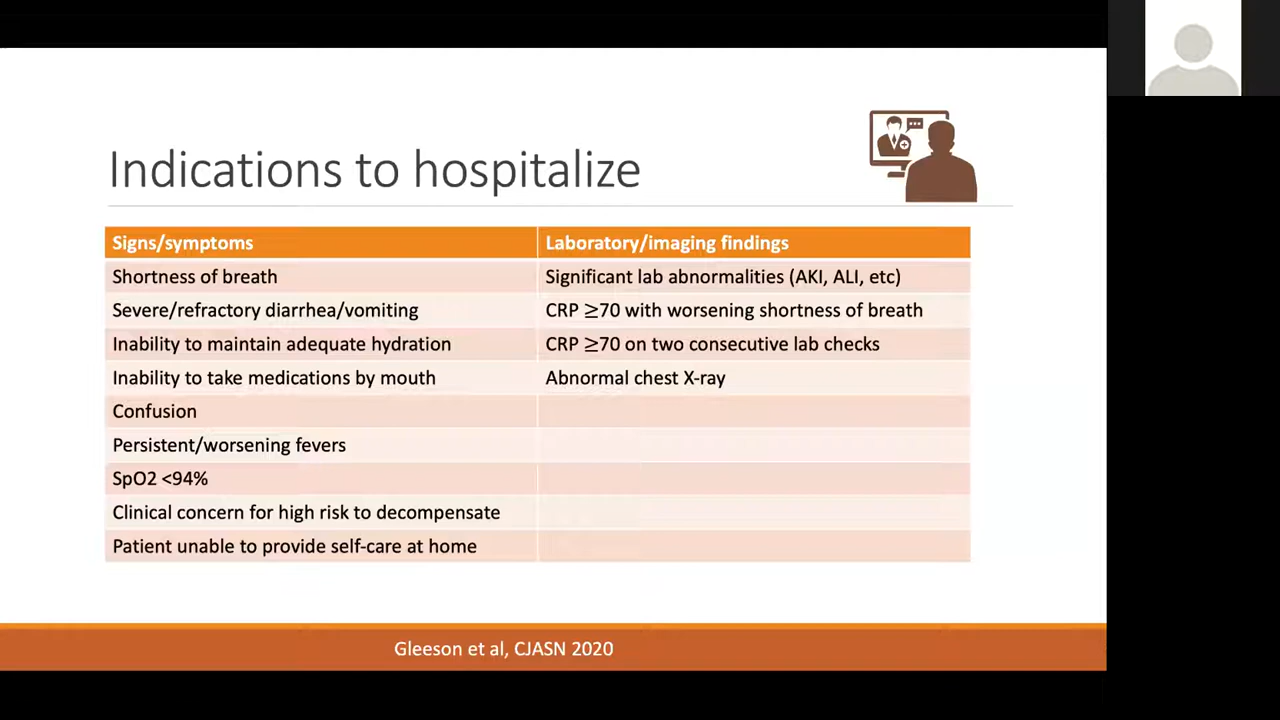 Indications to hospitalize
Signs/symptoms Laboratory/imaging findings
Shortness of breath Significant lab abnormalities (AKI, ALI, etc)
Severe/refractory diarrhea/vomiting CRP ≥70 with worsening shortness of breath
Inability to maintain adequate hydration CRP ≥70 on two consecutive lab checks
Inability to take medications by mouth Abnormal chest X-ray
Confusion
Persistent/worsening fevers
SpO2 <94%
Clinical concern for high risk to decompensate
Patient unable to provide self-care at home
Gleeson et al, CJASN 2020